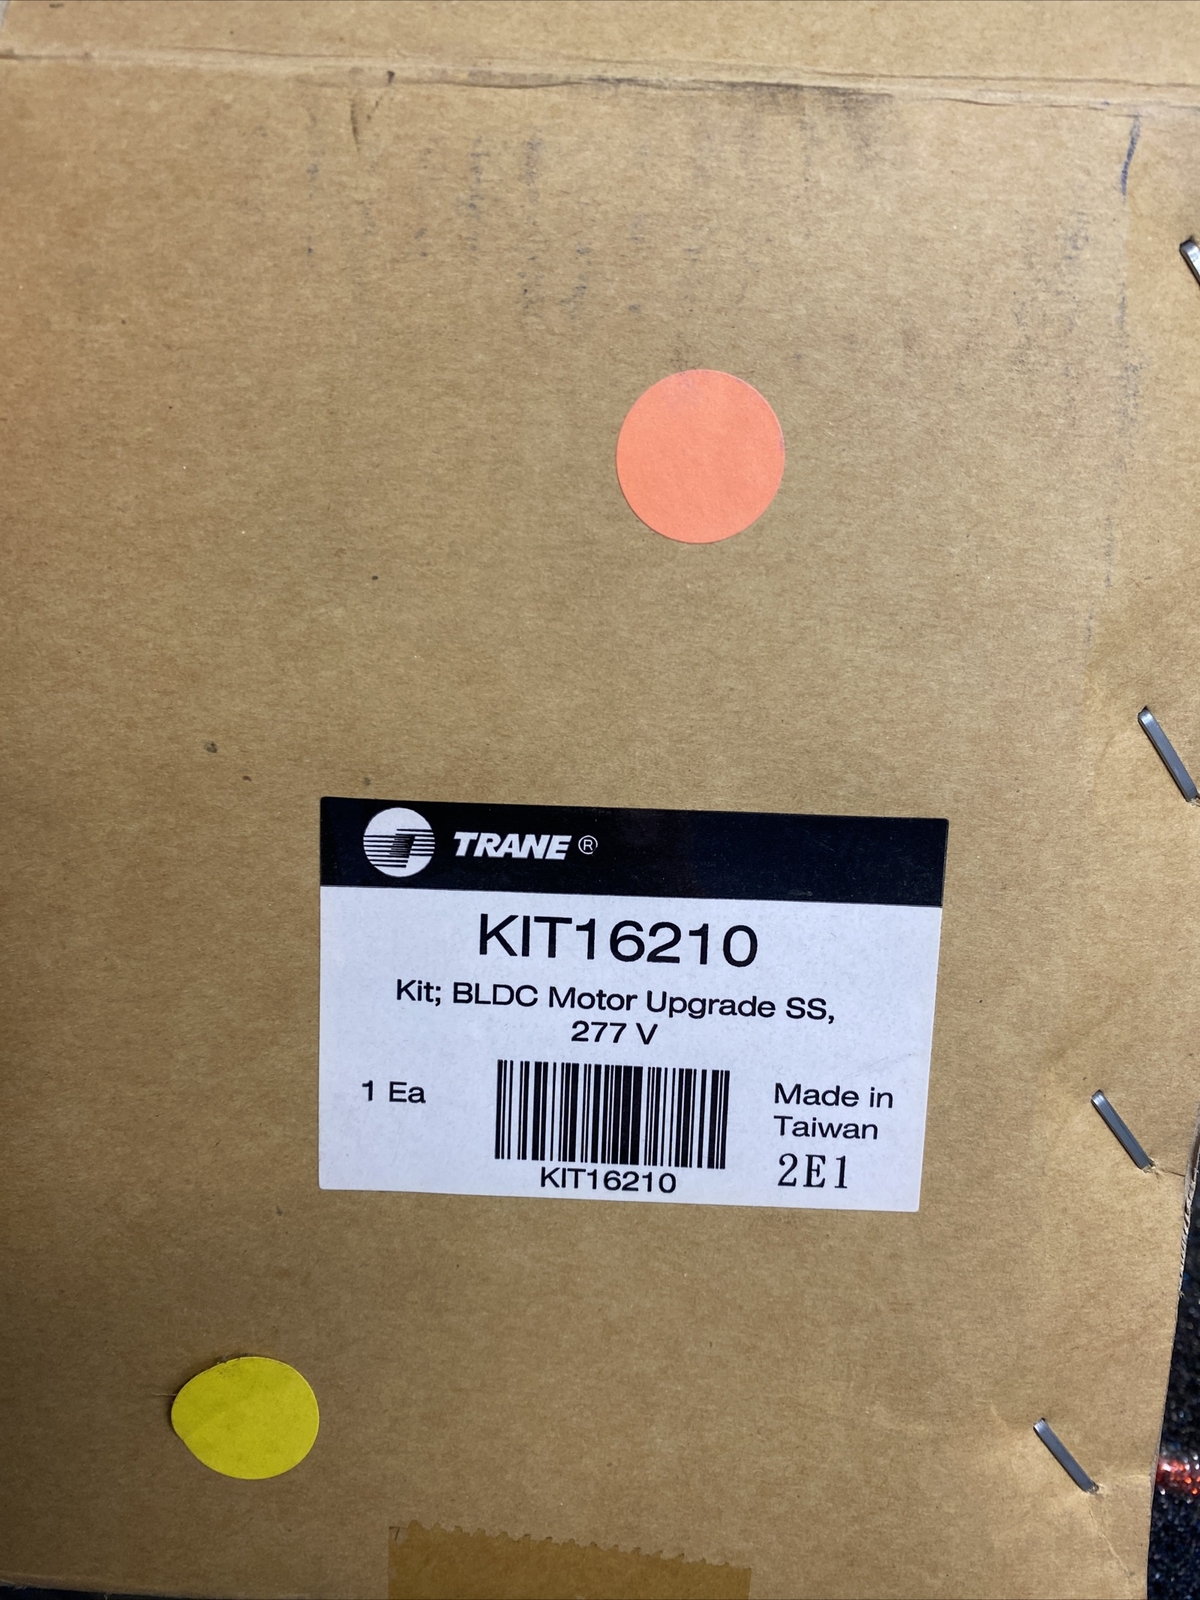 TRANE ®
KIT16210
Kit; BLDC Motor Upgrade SS,
277 V
1 Ea
Made in
Taiwan
2E1
KIT16210